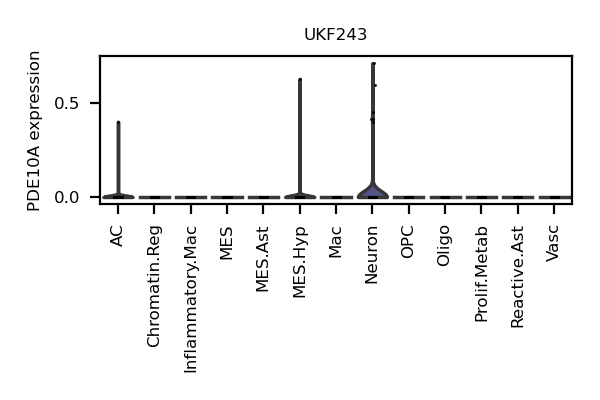 UKF243
PDE10A expression
0.5
0.0
AC
Chromatin.Reg
Inflammatory.Mac
MES
MES.Ast
MES.Hyp
Mac
Neuron
OPC
Oligo
Prolif.Metab
Reactive.Ast
Vasc